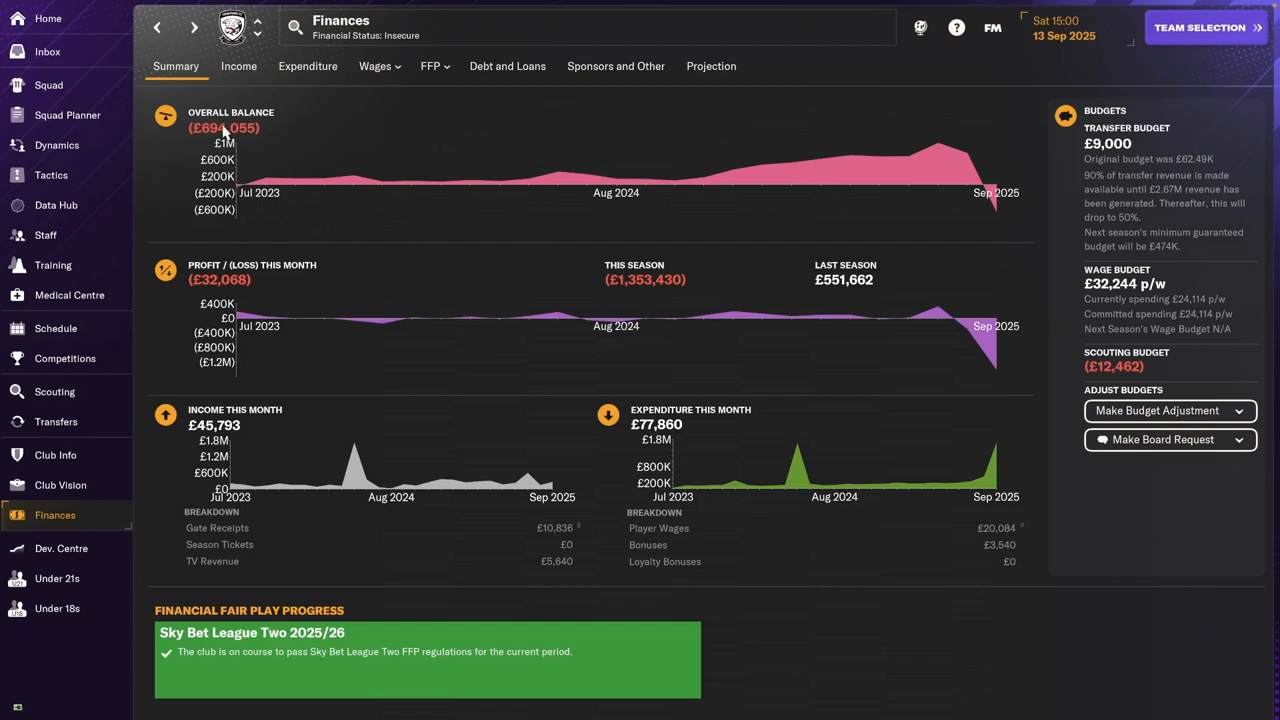 Home
Inbox
Squad
Squad Planner
Dynamics
Tactics
Data Hub
Staff
Training
Medical Centre
Schedule
Competitions
Scouting
Transfers
Club Info
Club Vision
Finances
Dev. Centre
U21
Under 21s
U18
Under 18s
Finances
Financial Status: Insecure
FM
Sat 15:00
13 Sep 2025
TEAM SELECTION
Summary Income Expenditure Wages FFP Debt and Loans Sponsors and Other Projection
OVERALL BALANCE
(£694,055)
£1M
£600K
£200K
(£200K)
(£600K)
Jul 2023 Aug 2024 Sep 2025
PROFIT / (LOSS) THIS MONTH
(£32,068)
THIS SEASON
(£1,353,430)
LAST SEASON
£551,662
£400K
£0
(£400K)
(£800K)
(£1.2M)
Jul 2023 Aug 2024 Sep 2025
INCOME THIS MONTH
£45,793
£1.8M
£1.2M
£600K
£0
Jul 2023 Aug 2024 Sep 2025
BREAKDOWN
Gate Receipts £10,836
Season Tickets £0
TV Revenue £5,640
EXPENDITURE THIS MONTH
£77,860
£1.8M
£800K
£200K
Jul 2023 Aug 2024 Sep 2025
BREAKDOWN
Player Wages £20,084
Bonuses £3,540
Loyalty Bonuses £0
FINANCIAL FAIR PLAY PROGRESS
Sky Bet League Two 2025/26
The club is on course to pass Sky Bet League Two FFP regulations for the current period.
BUDGETS
TRANSFER BUDGET
£9,000
Original budget was £62.49K
90% of transfer revenue is made
available until £2.67M revenue has
been generated. Thereafter, this will
drop to 50%.
Next season's minimum guaranteed
budget will be £474K.
WAGE BUDGET
£32,244 p/w
Currently spending £24,114 p/w
Committed spending £24,114 p/w
Next Season's Wage Budget N/A
SCOUTING BUDGET
(£12,462)
ADJUST BUDGETS
Make Budget Adjustment
Make Board Request